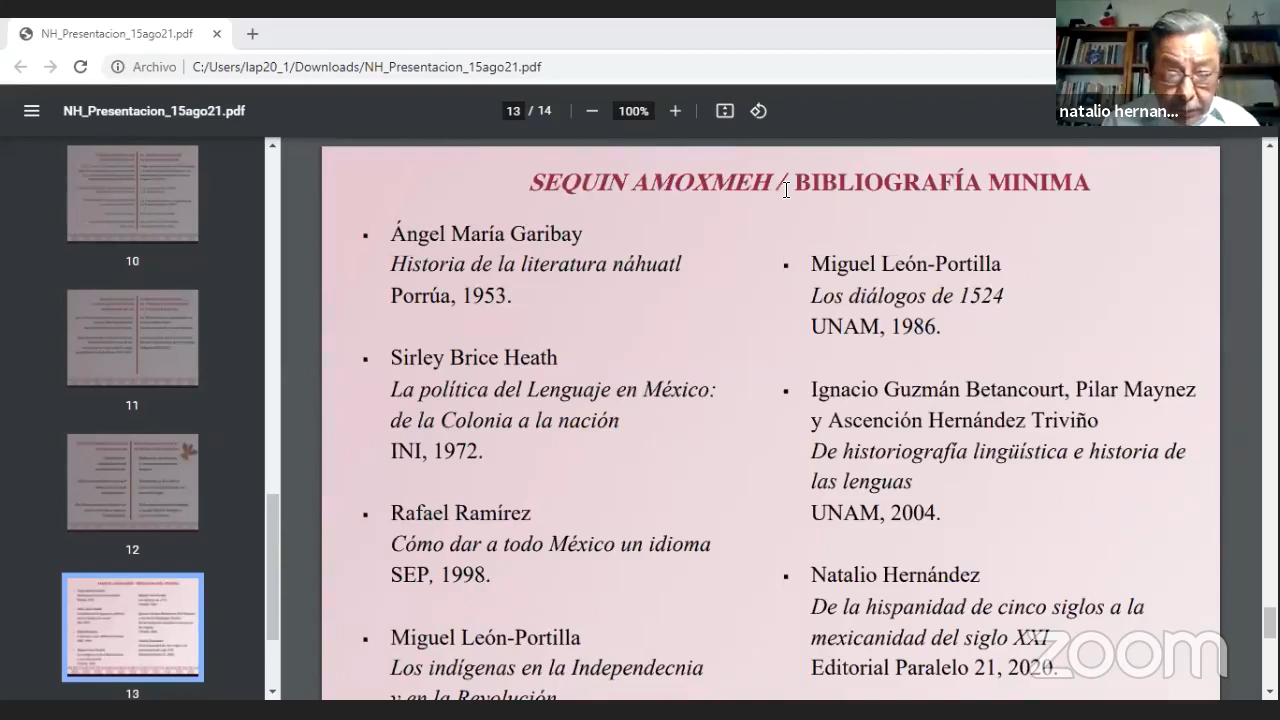 NH_Presentacion_15ago21.pdf
Archivo
C:/Users/lap20_1/Downloads/NH_Presentacion_15ago21.pdf
natalio hernan...
NH_Presentacion_15ago21.pdf
13 / 14
100%
10
11
12
13
SEQUIN AMOXMEH / BIBLIOGRAFÍA MINIMA
Ángel María Garibay
Historia de la literatura náhuatl
Porrúa, 1953.
Sirley Brice Heath
La política del Lenguaje en México:
de la Colonia a la nación
INI, 1972.
Rafael Ramírez
Cómo dar a todo México un idioma
SEP, 1998.
Miguel León-Portilla
Los indígenas en la Independecnia
y en la Revolución
Miguel León-Portilla
Los diálogos de 1524
UNAM, 1986.
Ignacio Guzmán Betancourt, Pilar Maynez
y Ascención Hernández Triviño
De historiografía lingüística e historia de
las lenguas
UNAM, 2004.
Natalio Hernández
De la hispanidad de cinco siglos a la
mexicanidad del siglo XXI
Editorial Paralelo 21, 2020.
zoom